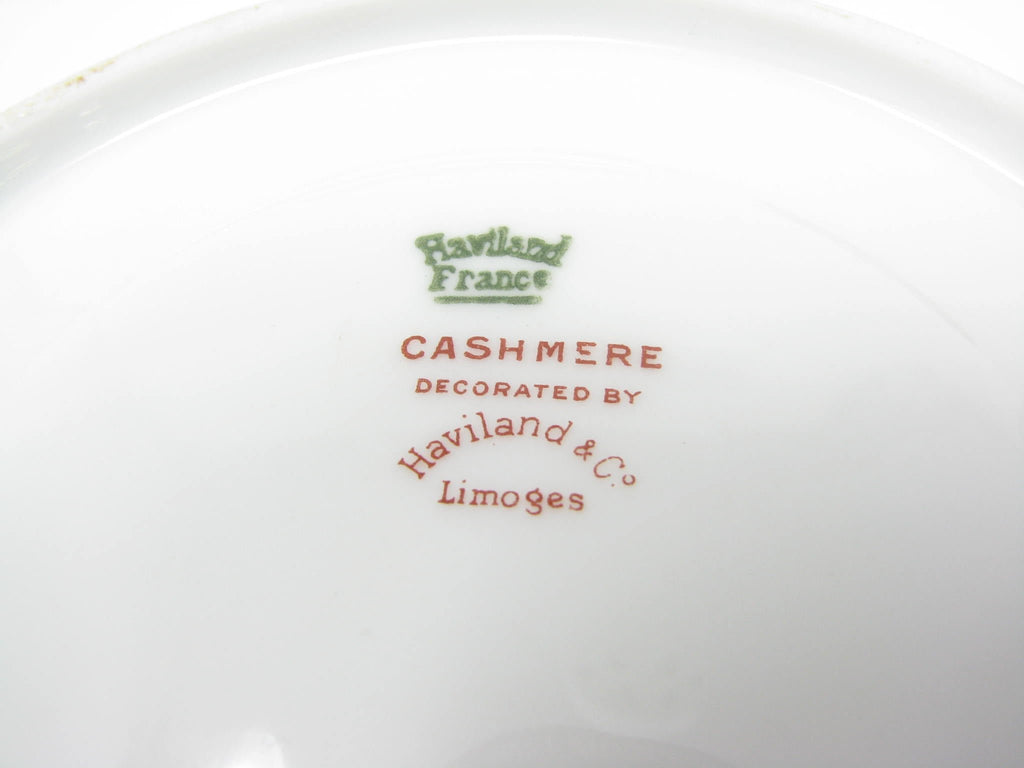 Haviland
France
CASHMERE
DECORATED BY
Haviland & Co.
Limoges